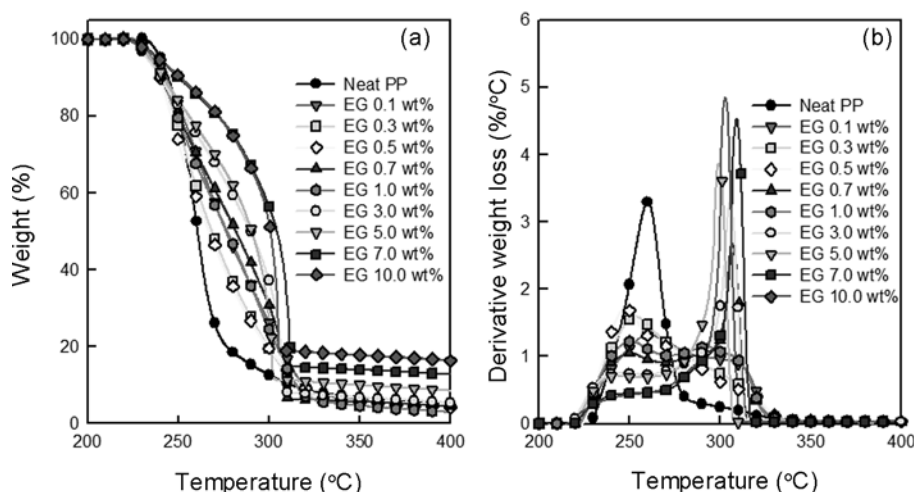 (a)
Weight (%)
100
80
60
40
20
0
200
250
300
350
400
Temperature (°C)
Neat PP
EG 0.1 wt%
EG 0.3 wt%
EG 0.5 wt%
EG 0.7 wt%
EG 1.0 wt%
EG 3.0 wt%
EG 5.0 wt%
EG 7.0 wt%
EG 10.0 wt%
(b)
Derivative weight loss (%/°C)
6
5
4
3
2
1
0
200
250
300
350
400
Temperature (°C)
Neat PP
EG 0.1 wt%
EG 0.3 wt%
EG 0.5 wt%
EG 0.7 wt%
EG 1.0 wt%
EG 3.0 wt%
EG 5.0 wt%
EG 7.0 wt%
EG 10.0 wt%